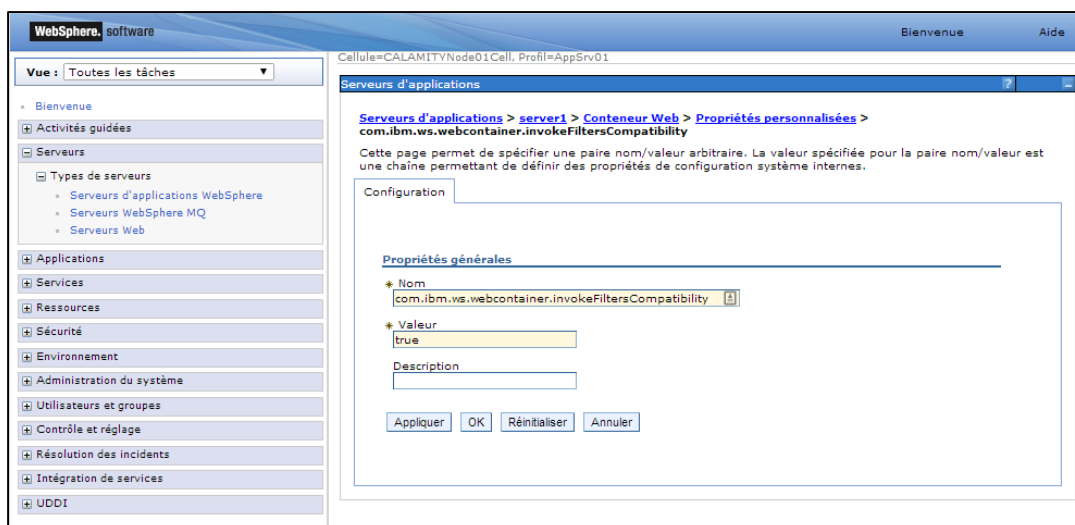 WebSphere. software
Bienvenue Aide
Cellule=CALAMITYNode01Cell, Profil=AppSrv01
Vue : Toutes les tâches
Serveurs d'applications ?
Bienvenue
Activités guidées
Serveurs
Types de serveurs
Serveurs d'applications WebSphere
Serveurs WebSphere MQ
Serveurs Web
Applications
Services
Ressources
Sécurité
Environnement
Administration du système
Utilisateurs et groupes
Contrôle et réglage
Résolution des incidents
Intégration de services
UDDI
Serveurs d'applications > server1 > Conteneur Web > Propriétés personnalisées >
com.ibm.ws.webcontainer.invokeFiltersCompatibility
Cette page permet de spécifier une paire nom/valeur arbitraire. La valeur spécifiée pour la paire nom/valeur est
une chaîne permettant de définir des propriétés de configuration système internes.
Configuration
Propriétés générales
* Nom
com.ibm.ws.webcontainer.invokeFiltersCompatibility
* Valeur
true
Description
Appliquer OK Réinitialiser Annuler